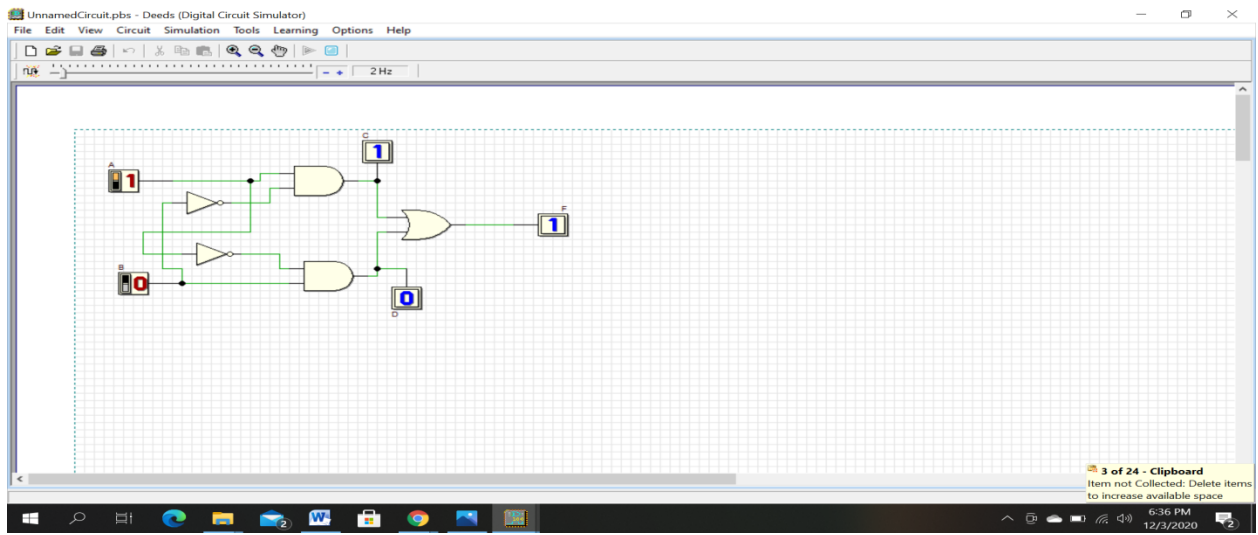 UnnamedCircuit.pbs - Deeds (Digital Circuit Simulator)
File Edit View Circuit Simulation Tools Learning Options Help
- + 2 Hz
C
1
A
1
F
1
B
0
0
D
3 of 24 - Clipboard
Item not Collected: Delete items
to increase available space
2
W
6:36 PM
12/3/2020
2